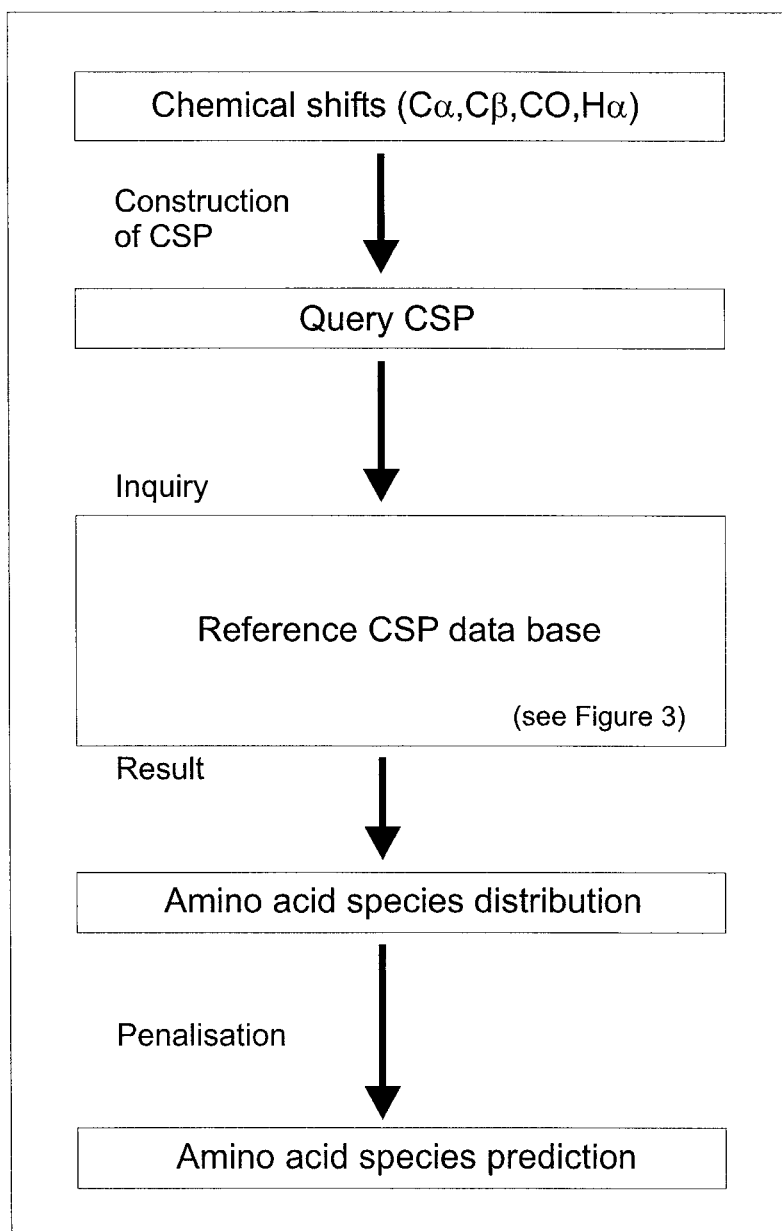 Chemical shifts (Cα,Cβ,CO,Hα)
Construction
of CSP
Query CSP
Inquiry
Reference CSP data base
(see Figure 3)
Result
Amino acid species distribution
Penalisation
Amino acid species prediction